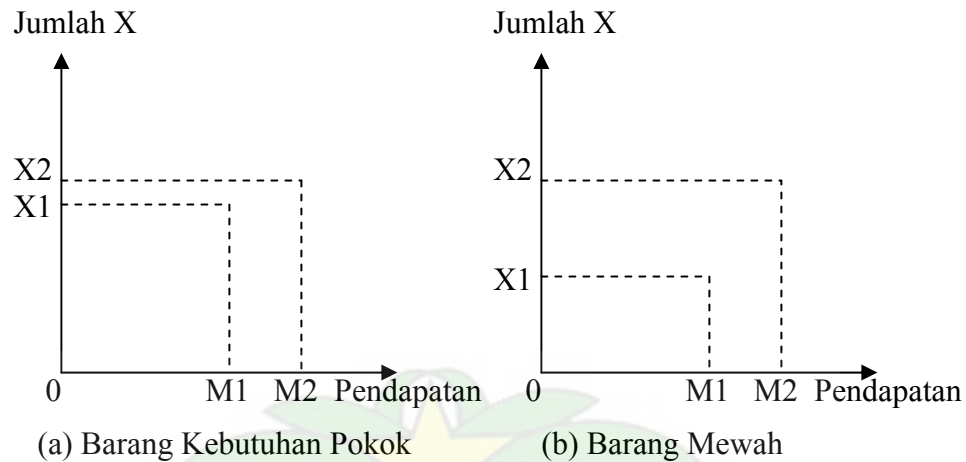 Jumlah X
X2
X1
0 M1 M2 Pendapatan
(a) Barang Kebutuhan Pokok
Jumlah X
X2
X1
0 M1 M2 Pendapatan
(b) Barang Mewah